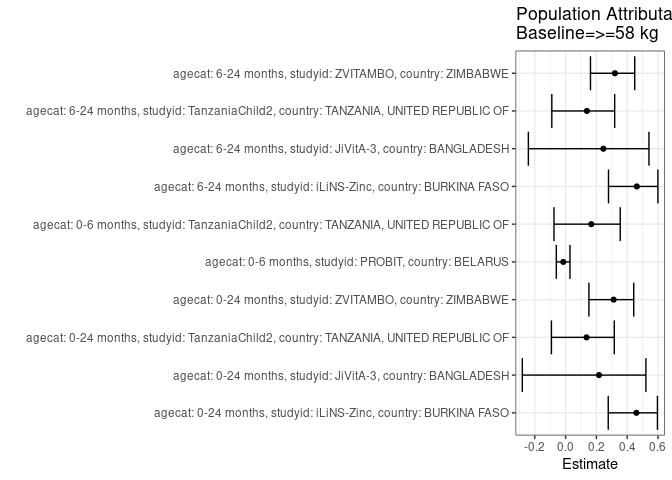 Population Attributa
Baseline=>=58 kg
agecat: 6-24 months, studyid: ZVITAMBO, country: ZIMBABWE
agecat: 6-24 months, studyid: TanzaniaChild2, country: TANZANIA, UNITED REPUBLIC OF
agecat: 6-24 months, studyid: JiVitA-3, country: BANGLADESH
agecat: 6-24 months, studyid: iLiNS-Zinc, country: BURKINA FASO
agecat: 0-6 months, studyid: TanzaniaChild2, country: TANZANIA, UNITED REPUBLIC OF
agecat: 0-6 months, studyid: PROBIT, country: BELARUS
agecat: 0-24 months, studyid: ZVITAMBO, country: ZIMBABWE
agecat: 0-24 months, studyid: TanzaniaChild2, country: TANZANIA, UNITED REPUBLIC OF
agecat: 0-24 months, studyid: JiVitA-3, country: BANGLADESH
agecat: 0-24 months, studyid: iLiNS-Zinc, country: BURKINA FASO
-0.2 0.0 0.2 0.4 0.6
Estimate